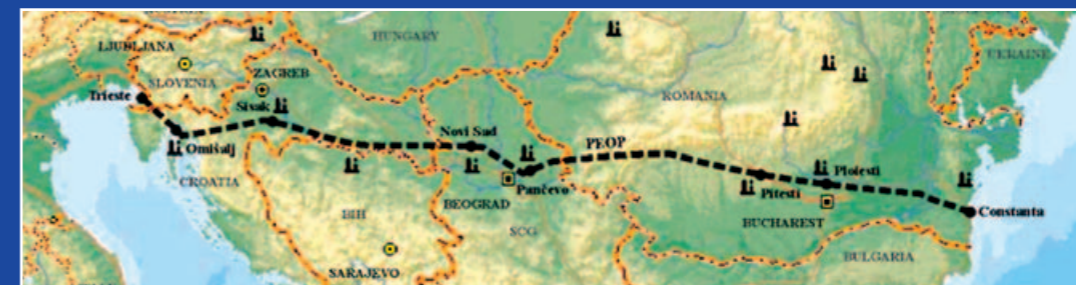 HUNGARY
LJUBLJANA
UKRAINE
ZAGREB
SLOVENIA
Trieste
ROMANIA
Sisak
Novi Sad
PEOP
Omišalj
Ploiesti
CROATIA
Pančevo
Pitesti
BEOGRAD
Constanta
BIH
BUCHAREST
SCG
BULGARIA
SARAJEVO